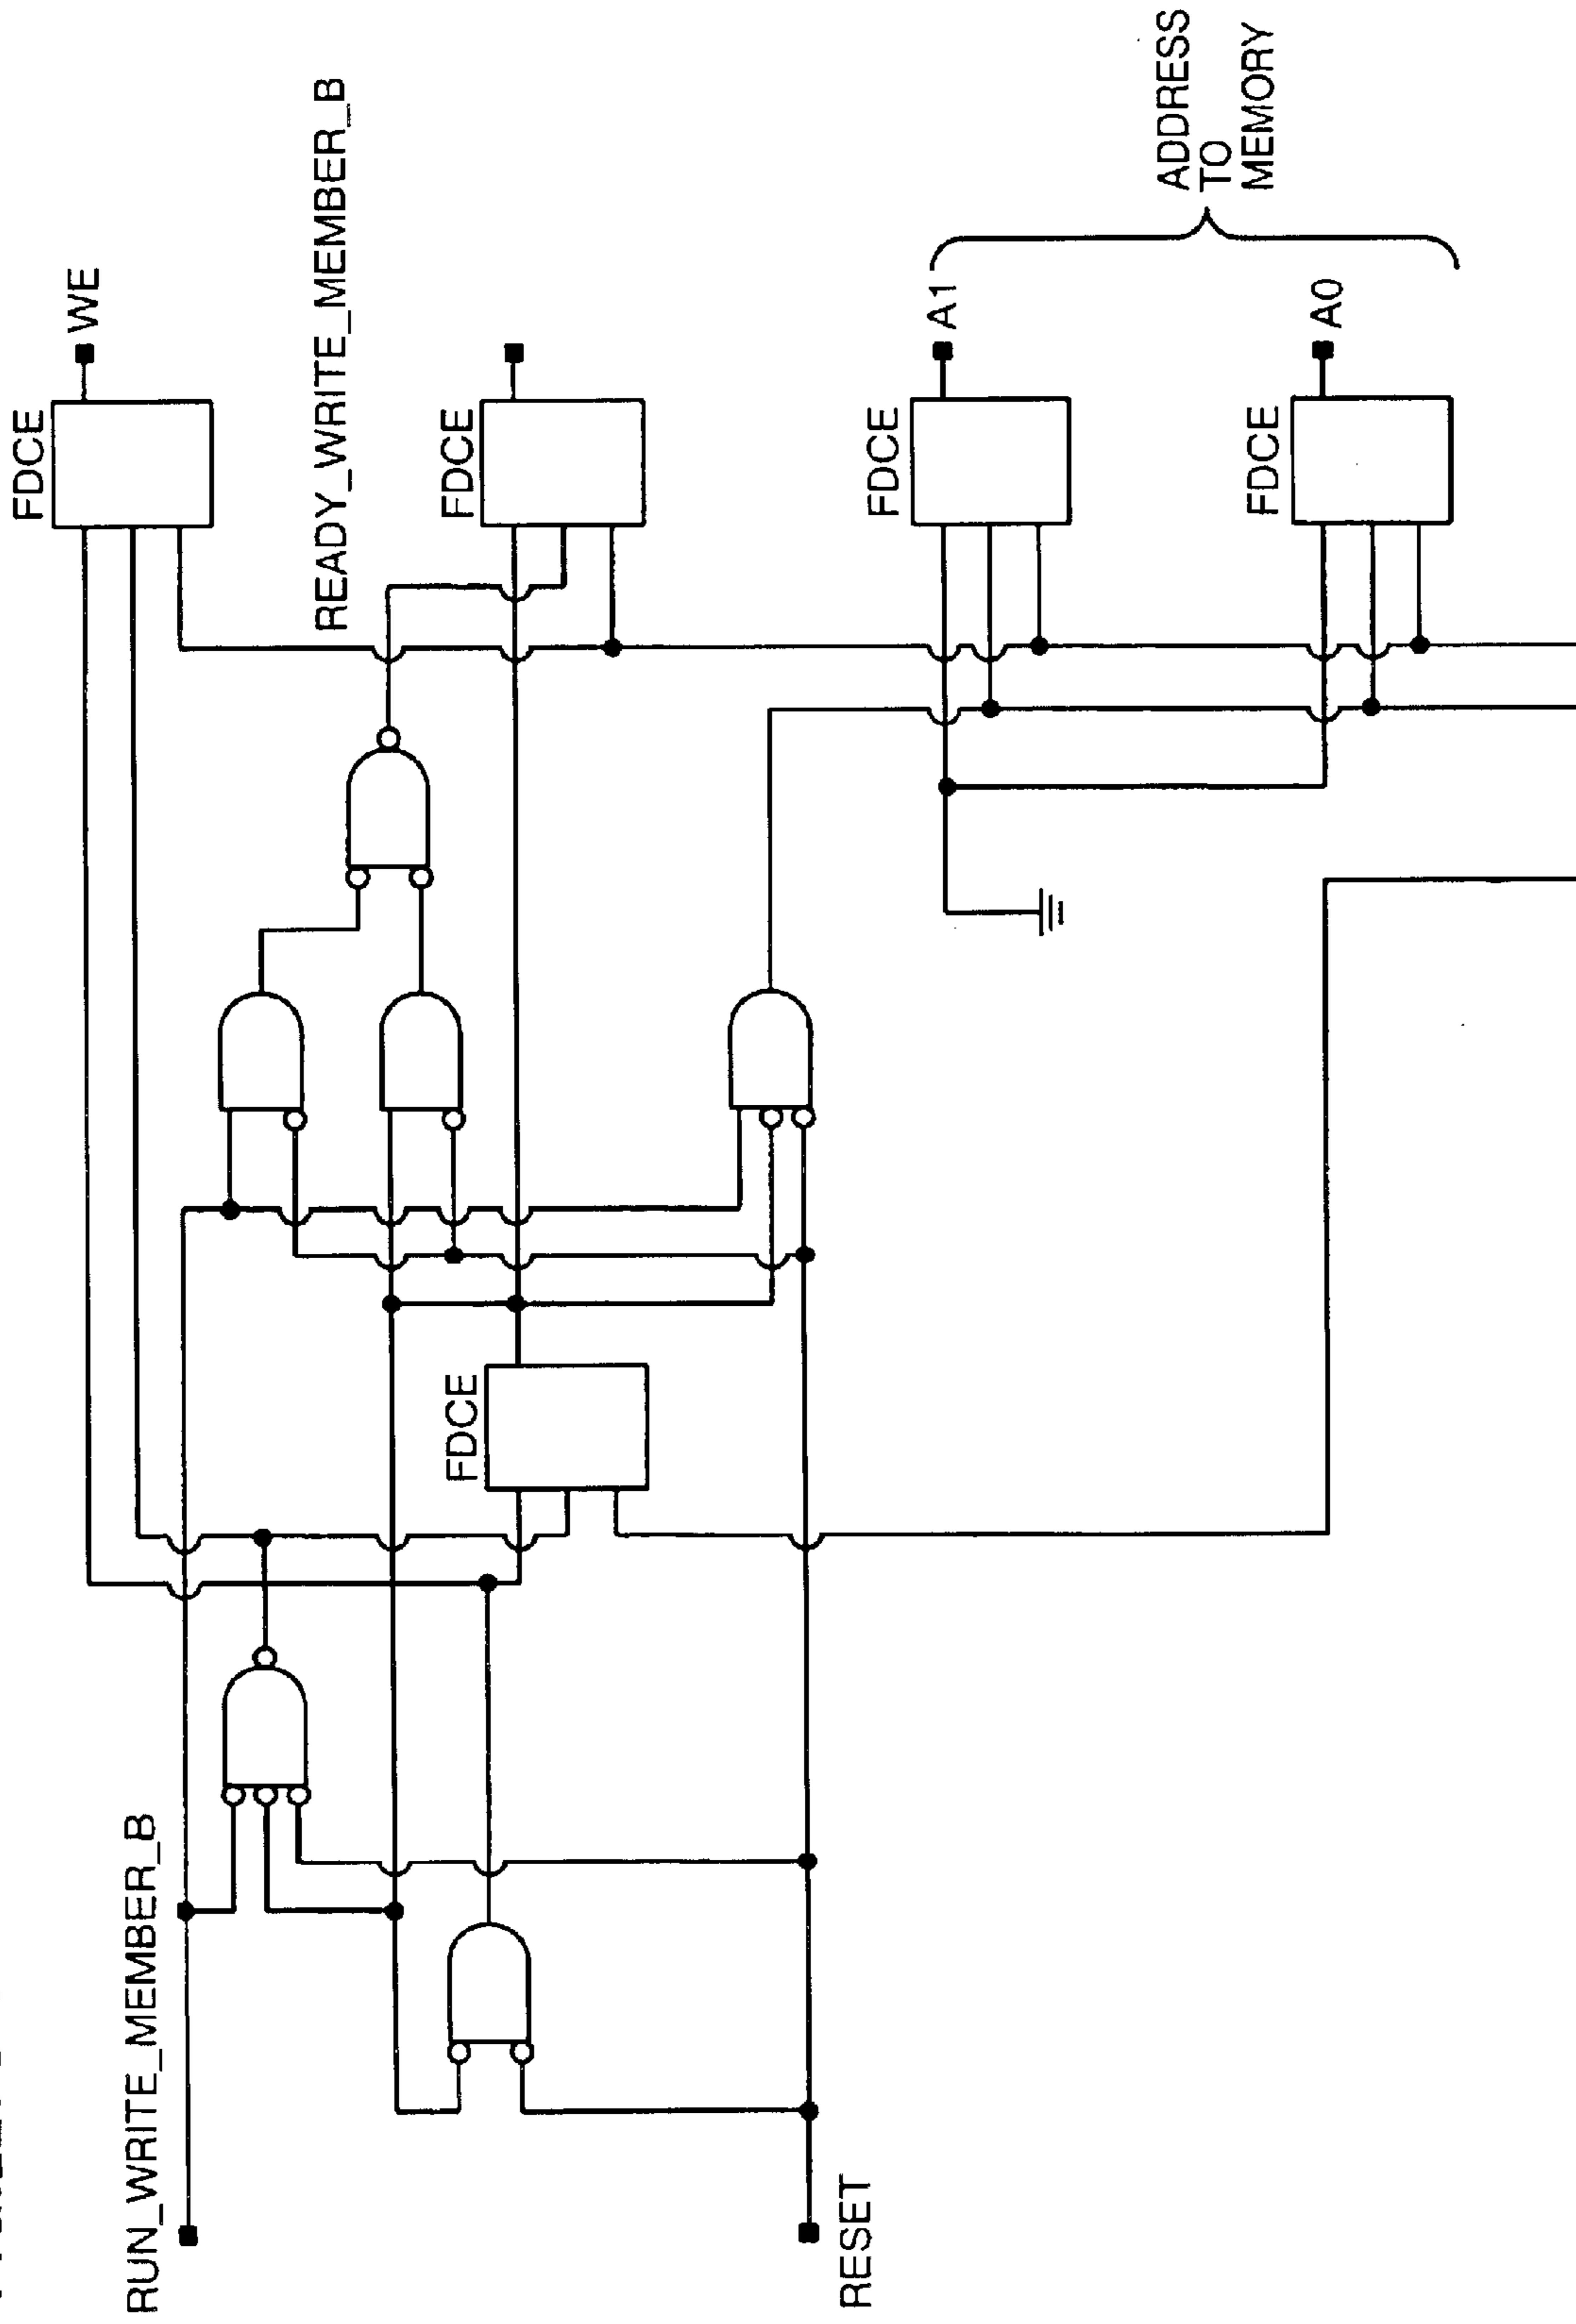 RUN_WRITE_MEMBER_B
RESET
FDCE
FDCE
WE
READY_WRITE_MEMBER_B
FDCE
FDCE
A1
FDCE
A0
ADDRESS
TO
MEMORY